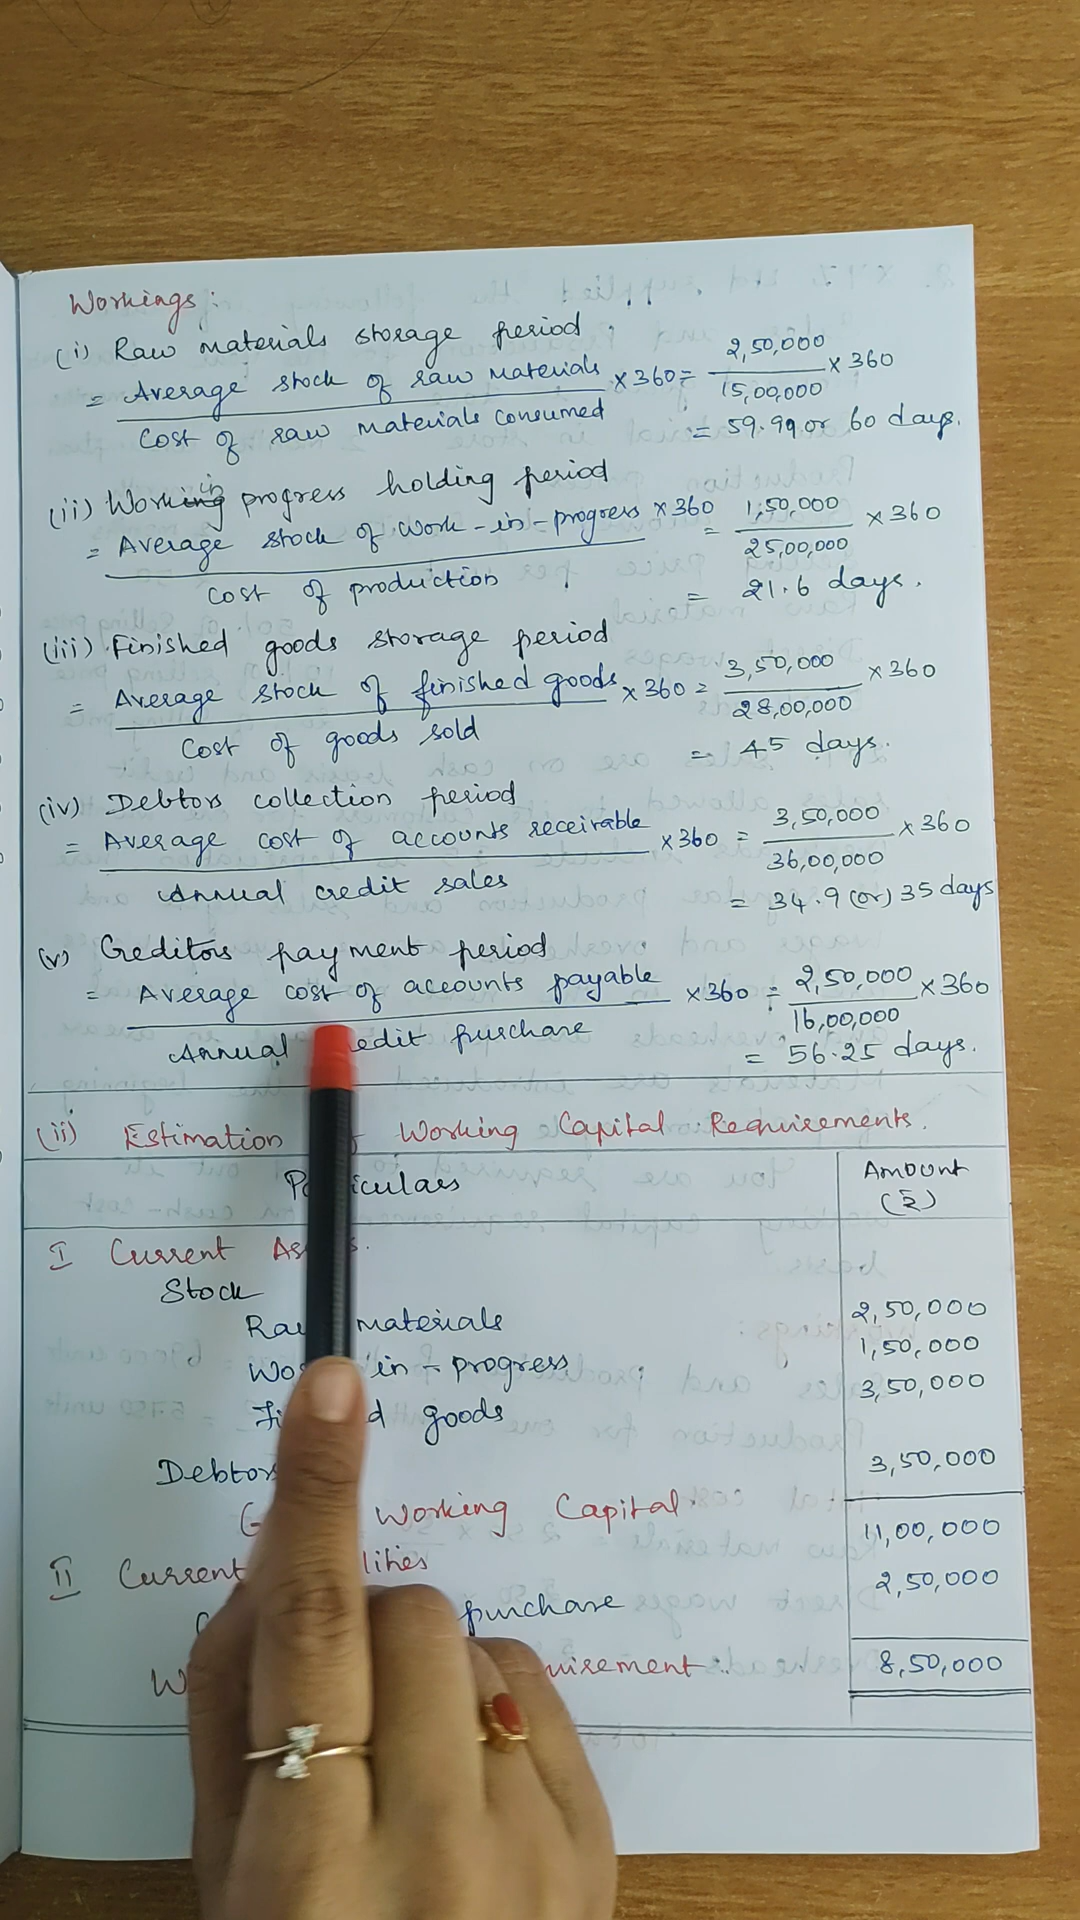 Workings:
(i) Raw materials storage period
= Average stock of raw materials / Cost of raw materials consumed × 360 = 2,50,000 / 15,00,000 × 360
= 59.99 or 60 days.
(ii) Work in progress holding period
= Average stock of work-in-progress / Cost of production × 360 = 1,50,000 / 25,00,000 × 360
= 21.6 days.
(iii) Finished goods storage period
= Average stock of finished goods / Cost of goods sold × 360 = 3,50,000 / 28,00,000 × 360
= 45 days.
(iv) Debtors collection period
= Average cost of accounts receivable / Annual credit sales × 360 = 3,50,000 / 36,00,000 × 360
= 34.9 (or) 35 days
(v) Creditors payment period
= Average cost of accounts payable / Annual edit purchase × 360 = 2,50,000 / 16,00,000 × 360
= 56.25 days.
(ii) Estimation Working Capital Requirements.
P iculars Amount (₹)
I Current As s.
Stock
Ra materials 2,50,000
Wo in-progress 1,50,000
Fi d goods 3,50,000
Debtors 3,50,000
G Working Capital 11,00,000
II Current lities
purchase 2,50,000
W uirement: 8,50,000